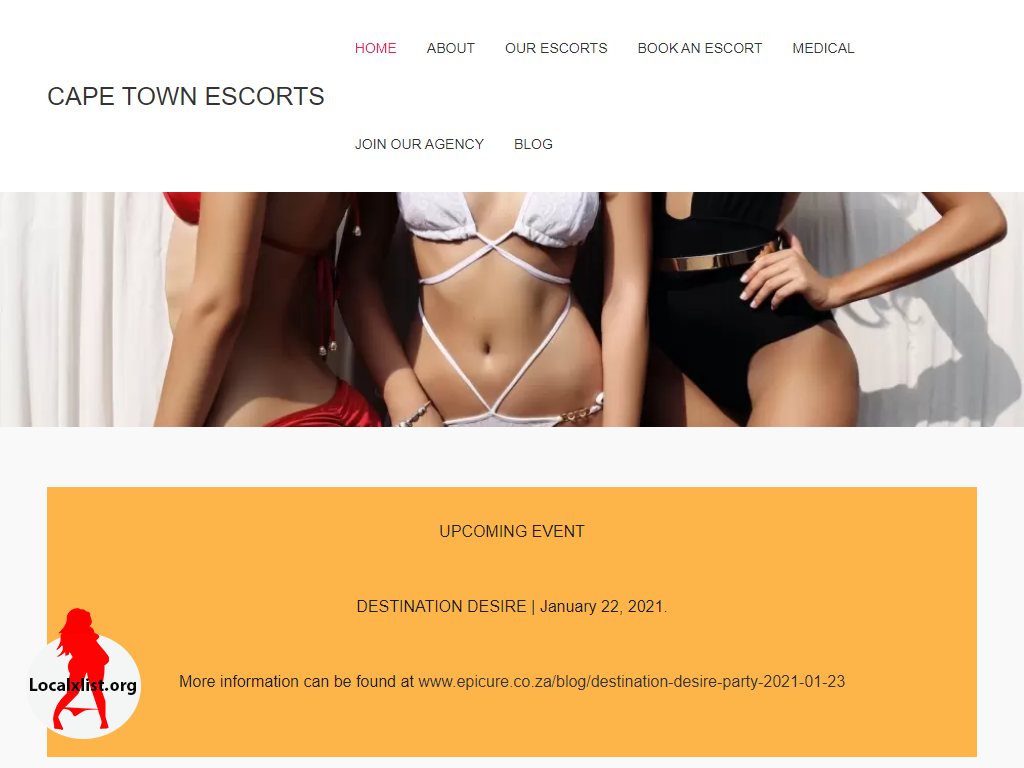 HOME ABOUT OUR ESCORTS BOOK AN ESCORT MEDICAL
CAPE TOWN ESCORTS
JOIN OUR AGENCY BLOG
UPCOMING EVENT
DESTINATION DESIRE | January 22, 2021.
More information can be found at www.epicure.co.za/blog/destination-desire-party-2021-01-23
Localxlist.org